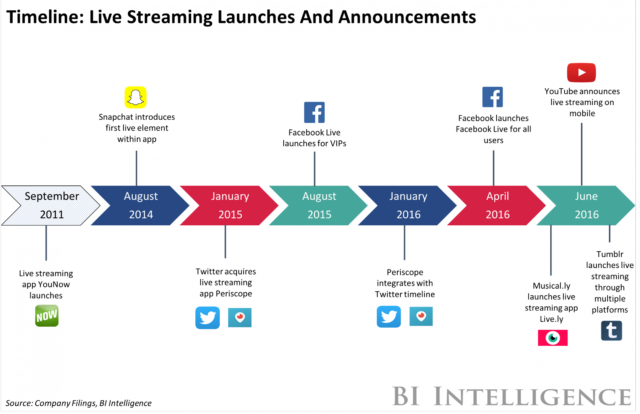 Timeline: Live Streaming Launches And Announcements
Snapchat introduces
first live element
within app
Facebook Live
launches for VIPs
Facebook launches
Facebook Live for all
users
YouTube announces
live streaming on
mobile
September
2011
August
2014
January
2015
August
2015
January
2016
April
2016
June
2016
Live streaming
app YouNow
launches
NOW
Twitter acquires
live streaming
app Periscope
Periscope
integrates with
Twitter timeline
Musical.ly
launches live
streaming app
Live.ly
Tumblr
launches live
streaming
through
multiple
platforms
t
Source: Company Filings, BI Intelligence
BI INTELLIGENCE